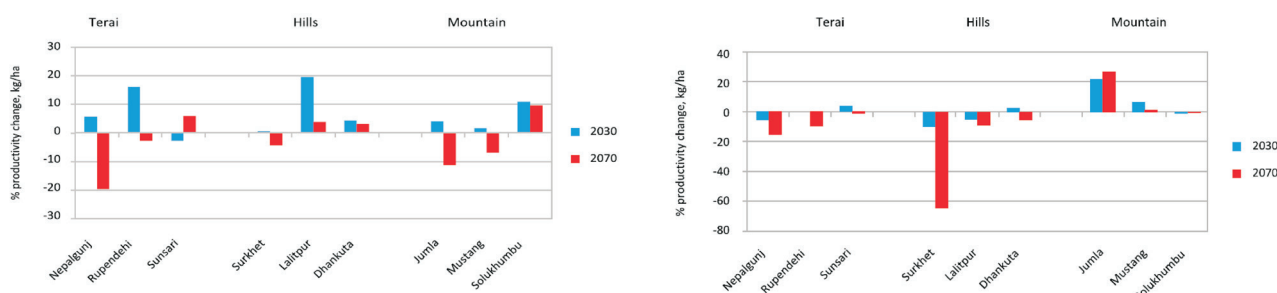 Terai Hills Mountain
% productivity change, kg/ha
30
20
10
0
-10
-20
-30
2030
2070
Nepalgunj
Rupendehi
Sunsari
Surkhet
Lalitpur
Dhankuta
Jumla
Mustang
Solukhumbu
Terai Hills Mountain
% productivity change, kg/ha
40
20
0
-20
-40
-60
-80
2030
2070
Nepalgunj
Rupendehi
Sunsari
Surkhet
Lalitpur
Dhankuta
Jumla
Mustang
olukhumbu